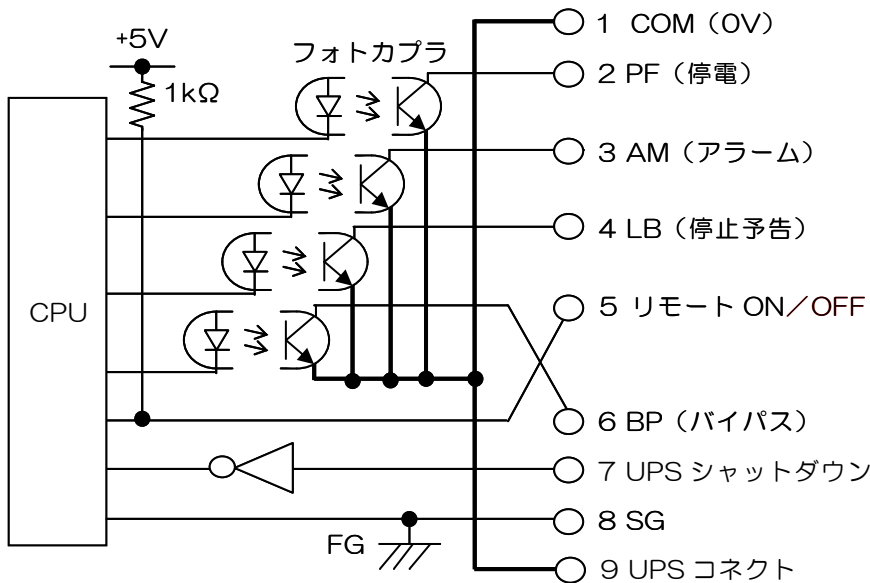 +5V
1kΩ
フォトカプラ
CPU
FG
1 COM（0V）
2 PF（停電）
3 AM（アラーム）
4 LB（停止予告）
5 リモート ON／OFF
6 BP（バイパス）
7 UPS シャットダウン
8 SG
9 UPS コネクト